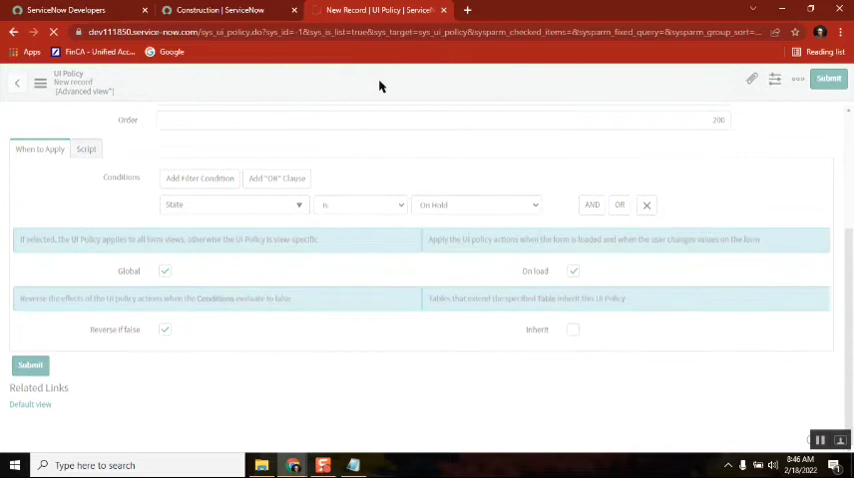 ServiceNow Developers
Construction | ServiceNow
New Record | UI Policy | ServiceN
dev111850.service-now.com/sys_ui_policy.do?sys_id=-1&sys_is_list=true&sys_target=sys_ui_policy&sysparm_checked_items=&sysparm_fixed_query=&sysparm_group_sort=...
Apps
FinCA - Unified Acc...
Google
Reading list
UI Policy
New record
[Advanced view*]
Submit
Order
200
When to Apply
Script
Conditions
Add Filter Condition
Add "OR" Clause
State
is
On Hold
AND
OR
If selected, the UI Policy applies to all form views, otherwise the UI Policy is view-specific
Apply the UI policy actions when the form is loaded and when the user changes values on the form
Global
On load
Reverse the effects of the UI policy actions when the Conditions evaluate to false
Tables that extend the specified Table inherit this UI Policy
Reverse if false
Inherit
Submit
Related Links
Default view
Type here to search
8:46 AM
2/18/2022